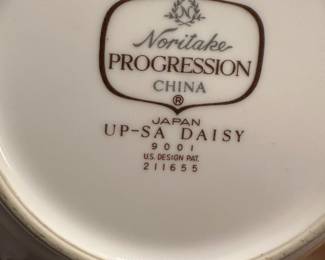 Noritake
PROGRESSION
CHINA
®
JAPAN
UP-SA DAISY
9001
U.S. DESIGN PAT.
211655